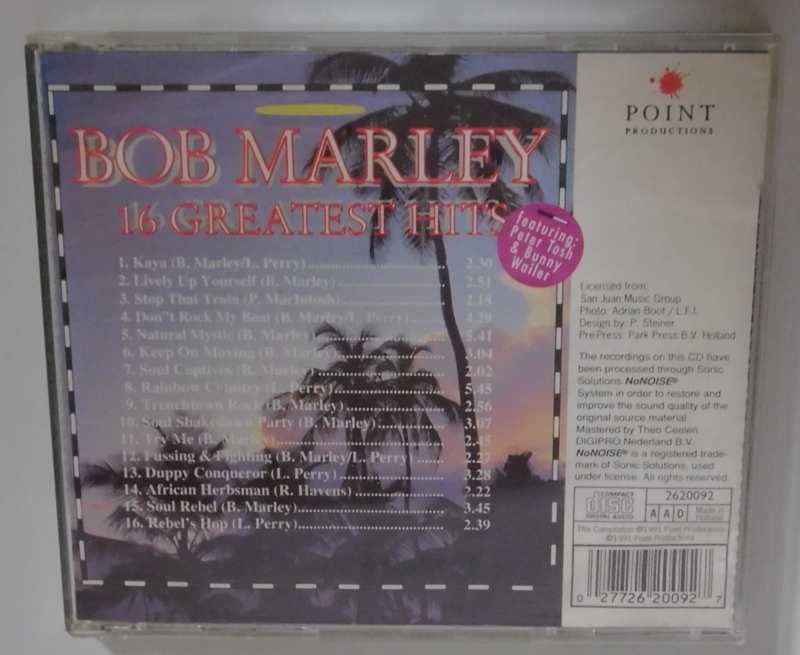 BOB MARLEY
16 GREATEST HITS
featuring:
Peter Tosh
& Bunny
Wailer
1. Kaya (B. Marley/L. Perry) 2.30
2. Lively Up Yourself (B. Marley) 2.51
3. Stop That Train (P. MacIntosh) 2.18
4. Don"t Rock My Boat (B. Marley/L. Perry) 4.29
5. Natural Mystic (B. Marley) 5.41
6. Keep On Moving (B. Marley) 3.04
7. Soul Captives (B. Marley) 2.02
8. Rainbow Country (L. Perry) 5.45
9. Trenchtown Rock (B. Marley) 2.56
10. Soul Shakedown Party (B. Marley) 3.07
11. Try Me (B. Marley) 2.45
12. Fussing & Fighting (B. Marley/L. Perry) 2.27
13. Duppy Conqueror (L. Perry) 3.28
14. African Herbsman (R. Havens) 2.22
15. Soul Rebel (B. Marley) 3.45
16. Rebel's Hop (L. Perry) 2.39
POINT
PRODUCTIONS
Licensed from:
San Juan Music Group
Photo: Adrian Boot / L.F.I.
Design by: P. Steiner
Pre-Press: Park Press B.V. Holland
The recordings on this CD have
been processed through Sonic
Solutions NoNOISE®
System in order to restore and
improve the sound quality of the
original source material.
Mastered by Theo Ceelen
DIGIPRO Nederland B.V.
NoNOISE® is a registered trade-
mark of Sonic Solutions, used
under license. All rights reserved
COMPACT
disc
DIGITAL AUDIO
2620092
A A D
Made in
Holland
This Compilation ℗1991 Point Productions
©1991 Point Productions
0 27726 20092 7